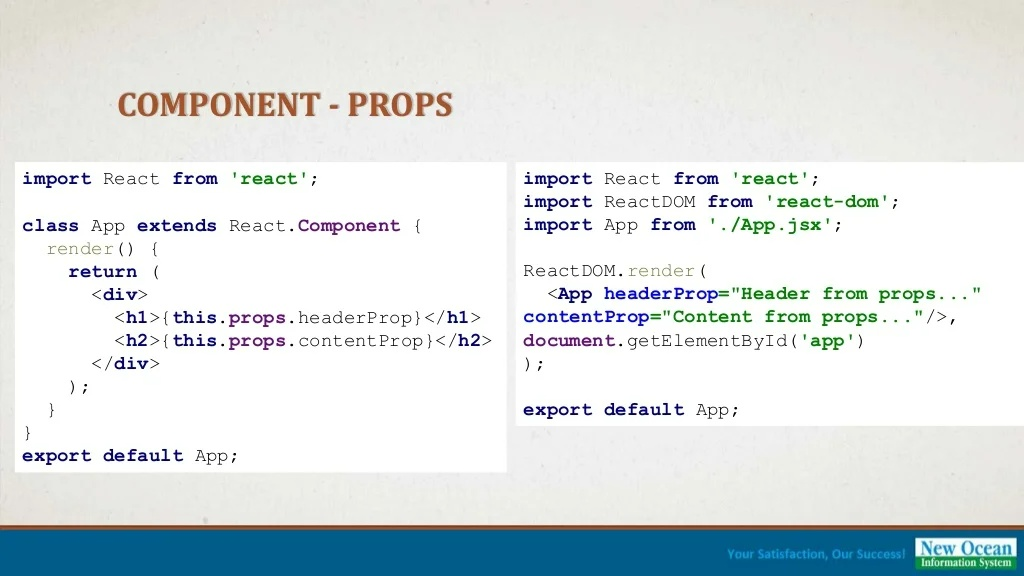 COMPONENT - PROPS
import React from 'react';
class App extends React.Component {
render() {
return (
<div>
<h1>{this.props.headerProp}</h1>
<h2>{this.props.contentProp}</h2>
</div>
);
}
}
export default App;
import React from 'react';
import ReactDOM from 'react-dom';
import App from './App.jsx';
ReactDOM.render(
<App headerProp="Header from props..."
contentProp="Content from props..."/>,
document.getElementById('app')
);
export default App;
Your Satisfaction, Our Success!
New Ocean
Information System